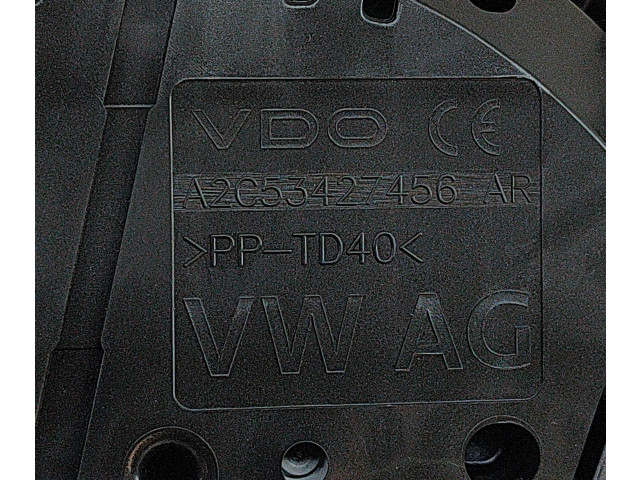 VDO CE
A2C53427456 AR
>PP-TD40<
VW AG